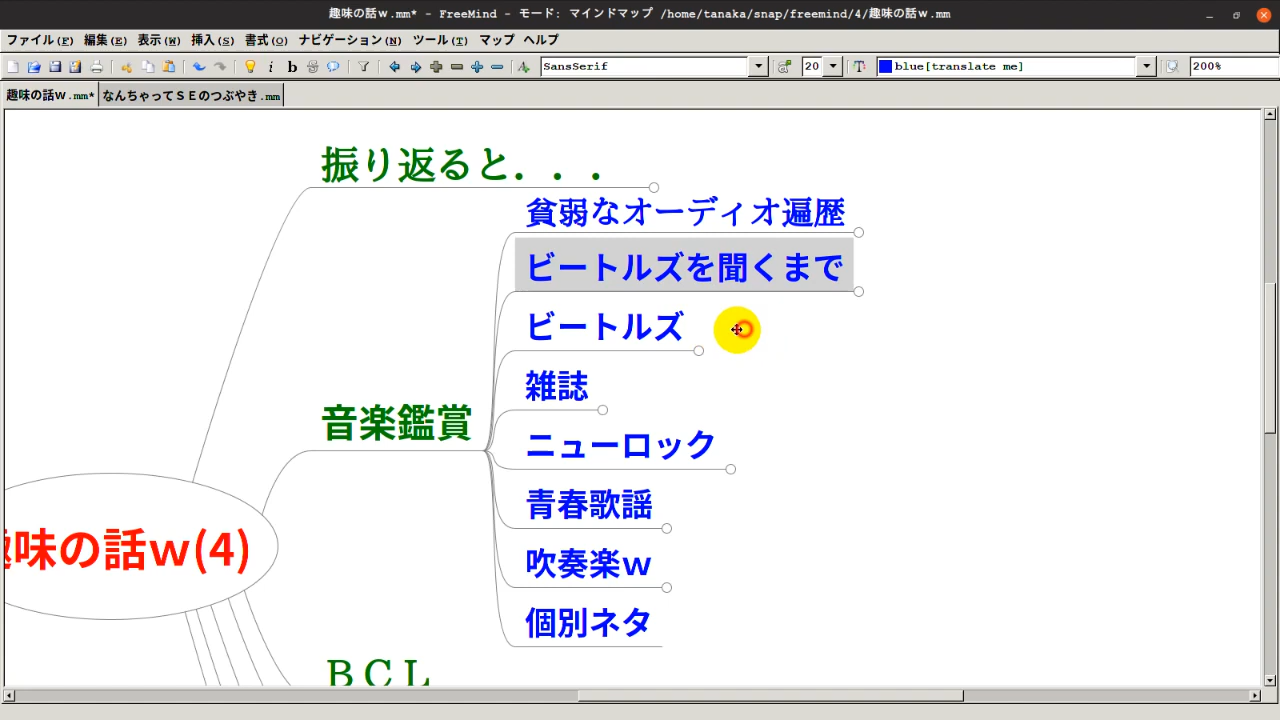 趣味の話ｗ.mm* - FreeMind - モード: マインドマップ /home/tanaka/snap/freemind/4/趣味の話ｗ.mm
ファイル(F) 編集(E) 表示(W) 挿入(S) 書式(O) ナビゲーション(N) ツール(T) マップ ヘルプ
SansSerif 20 blue[translate me] 200%
趣味の話ｗ.mm* なんちゃってＳＥのつぶやき.mm
振り返ると．．．
貧弱なオーディオ遍歴
ビートルズを聞くまで
ビートルズ
雑誌
音楽鑑賞
ニューロック
青春歌謡
味の話ｗ(4)
吹奏楽ｗ
個別ネタ
ＢＣＬ